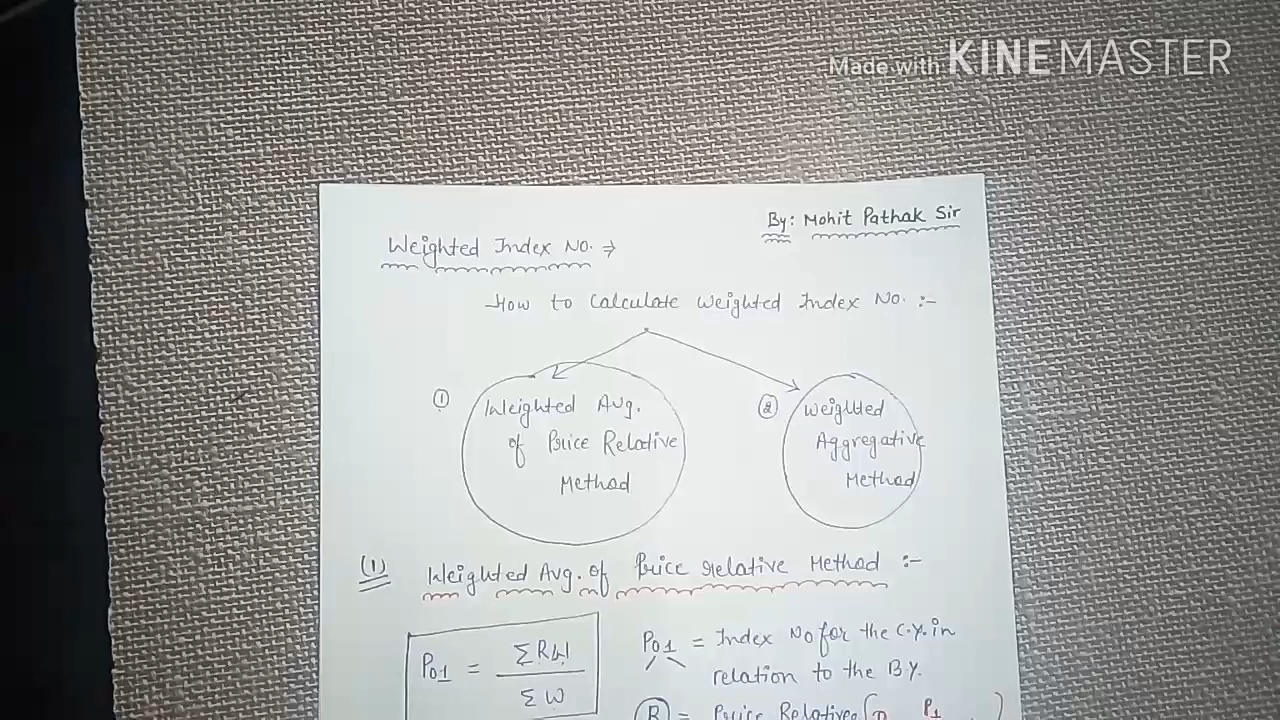 Made with KINEMASTER
By: Mohit Pathak Sir
Weighted Index No. ⇒
How to Calculate Weighted Index No. :-
① Weighted Avg. of Price Relative Method
② Weighted Aggregative Method
(1) Weighted Avg. of Price relative Method :-
P01 = ΣRW / ΣW
P01 = Index No for the C.Y. in
relation to the B.Y.
R = Price Relative (R P1 )